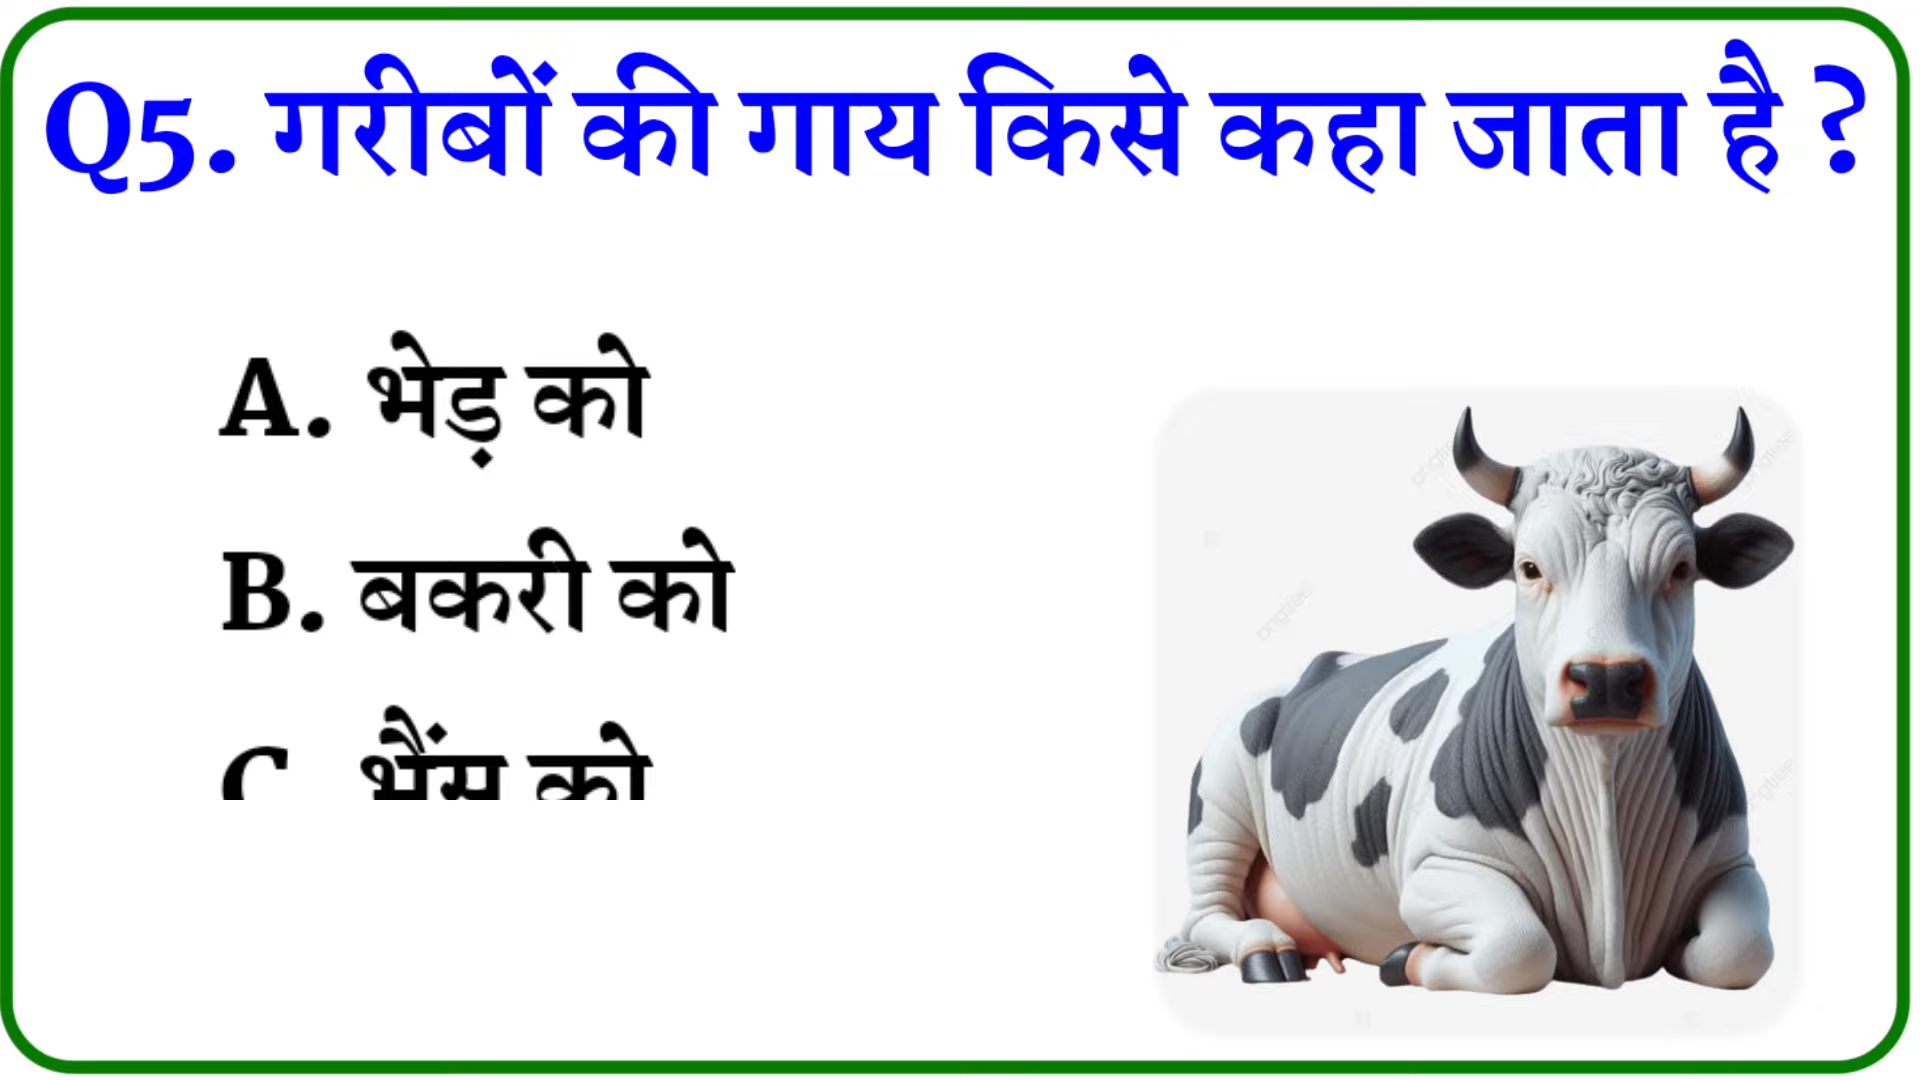 Q5. गरीबों की गाय किसे कहा जाता है ?
A. भेड़ को
B. बकरी को
C. भैंस को